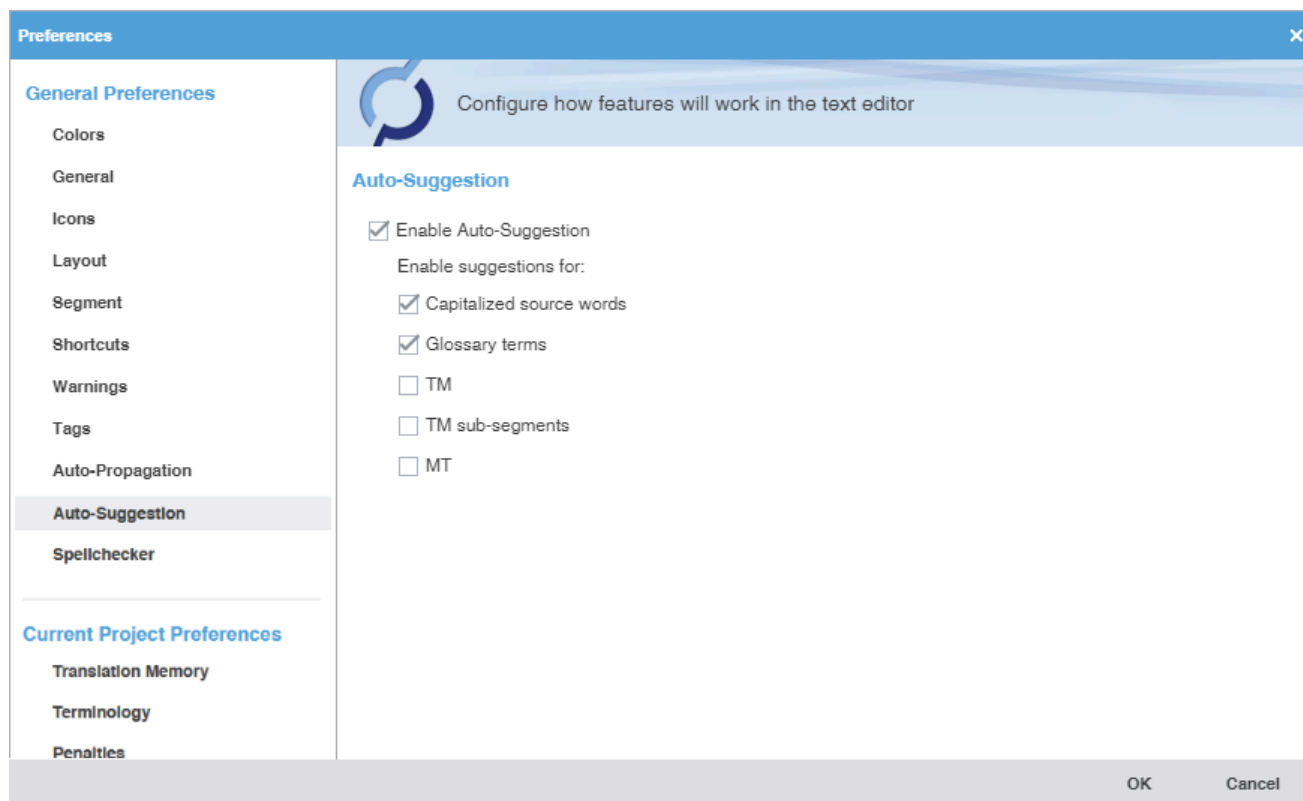 Preferences
General Preferences
Colors
General
Icons
Layout
Segment
Shortcuts
Warnings
Tags
Auto-Propagation
Auto-Suggestion
Spellchecker
Current Project Preferences
Translation Memory
Terminology
Penalties
Configure how features will work in the text editor
Auto-Suggestion
Enable Auto-Suggestion
Enable suggestions for:
Capitalized source words
Glossary terms
TM
TM sub-segments
MT
OK Cancel